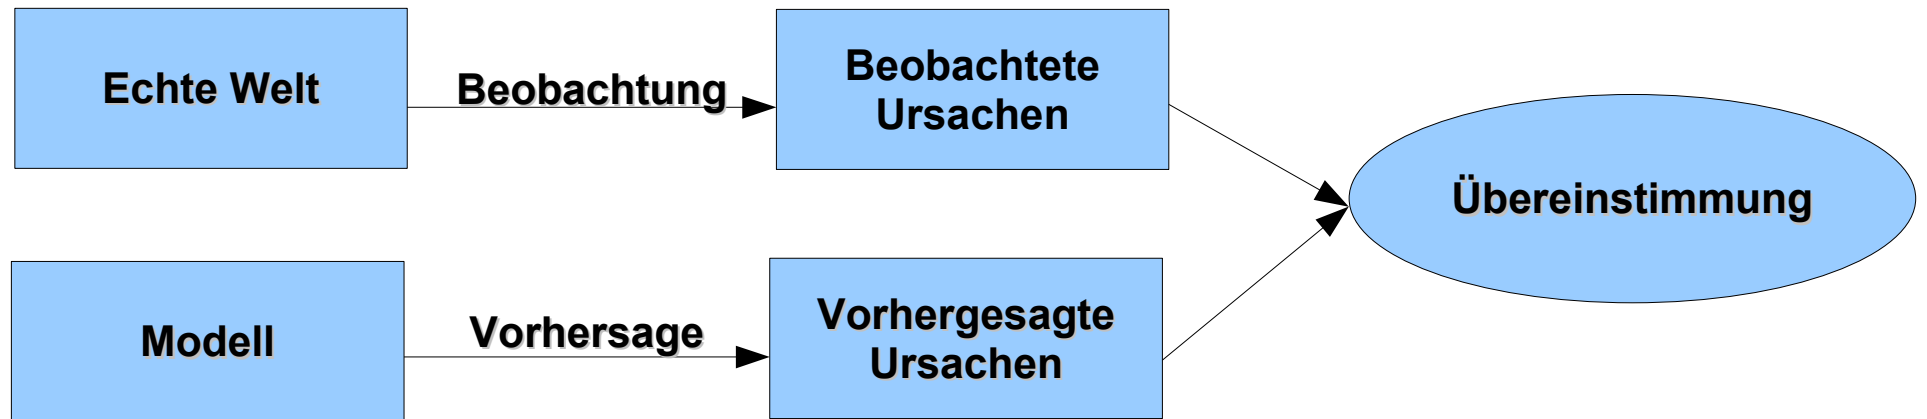 Echte Welt
Beobachtung
Beobachtete
Ursachen
Übereinstimmung
Modell
Vorhersage
Vorhergesagte
Ursachen